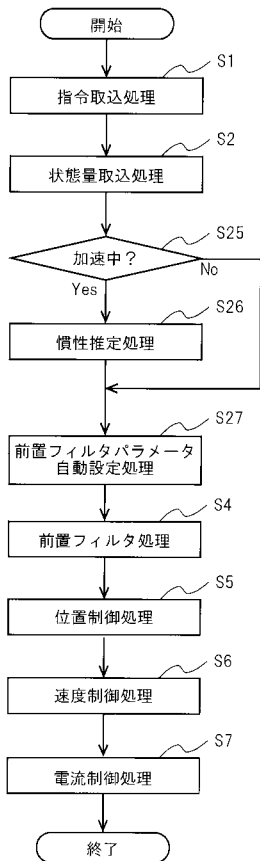 開始
S1
指令取込処理
S2
状態量取込処理
S25
加速中?
No
Yes
S26
慣性推定処理
S27
前置フィルタパラメータ
自動設定処理
S4
前置フィルタ処理
S5
位置制御処理
S6
速度制御処理
S7
電流制御処理
終了